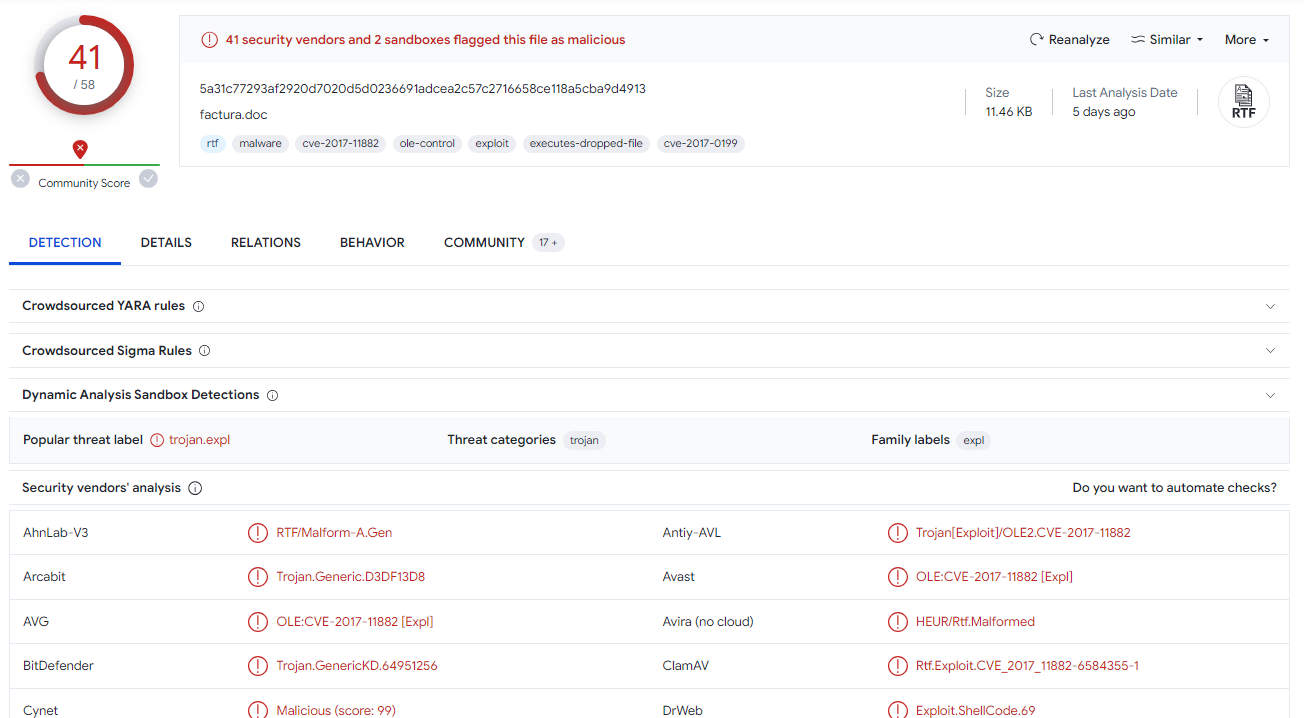 41
/ 58
Community Score
41 security vendors and 2 sandboxes flagged this file as malicious
Reanalyze
Similar
More
5a31c77293af2920d7020d5d0236691adcea2c57c2716658ce118a5cba9d4913
factura.doc
rtf malware cve-2017-11882 ole-control exploit executes-dropped-file cve-2017-0199
Size
11.46 KB
Last Analysis Date
5 days ago
RTF
DETECTION DETAILS RELATIONS BEHAVIOR COMMUNITY 17 +
Crowdsourced YARA rules
Crowdsourced Sigma Rules
Dynamic Analysis Sandbox Detections
Popular threat label trojan.expl Threat categories trojan Family labels expl
Security vendors' analysis Do you want to automate checks?
AhnLab-V3 RTF/Malform-A.Gen Antiy-AVL Trojan[Exploit]/OLE2.CVE-2017-11882
Arcabit Trojan.Generic.D3DF13D8 Avast OLE:CVE-2017-11882 [Expl]
AVG OLE:CVE-2017-11882 [Expl] Avira (no cloud) HEUR/Rtf.Malformed
BitDefender Trojan.GenericKD.64951256 ClamAV Rtf.Exploit.CVE_2017_11882-6584355-1
Cynet Malicious (score: 99) DrWeb Exploit.ShellCode.69